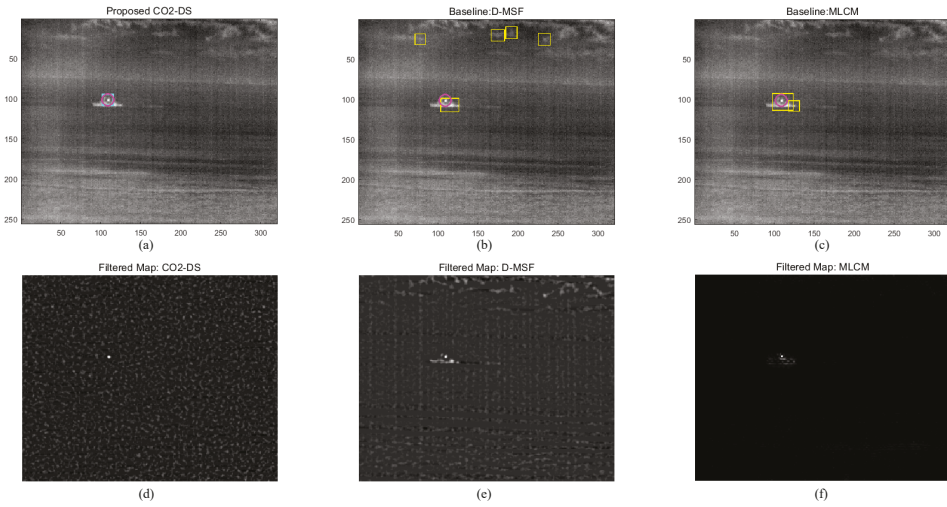 Proposed CO2-DS
Baseline:D-MSF
Baseline:MLCM
50
100
150
200
250
50 100 150 200 250 300
(a)
50
100
150
200
250
50 100 150 200 250 300
(b)
50
100
150
200
250
50 100 150 200 250 300
(c)
Filtered Map: CO2-DS
Filtered Map: D-MSF
Filtered Map: MLCM
(d)
(e)
(f)